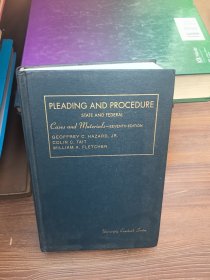 PLEADING AND PROCEDURE
STATE AND FEDERAL
Cases and Materials—SEVENTH EDITION
GEOFFREY C. HAZARD, JR.
COLIN C. TAIT
WILLIAM A. FLETCHER
University Casebook Series